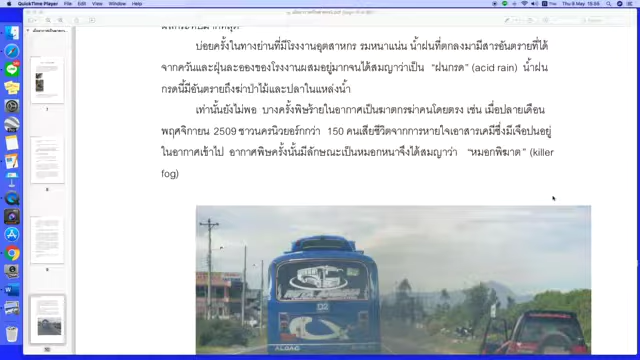 QuickTime Player File Edit View Window Help
Thu 6 May
บ่อยครั้งในทางย่านที่มีโรงงานอุตสาหกร รมหนาแน่น น้ำฝนที่ตกลงมามีสารอันตรายที่ได้
จากควันและฝุ่นละอองของโรงงานผสมอยู่มากจนได้สมญาว่าเป็น "ฝนกรด" (acid rain) น้ำฝน
กรดนี้มีอันตรายถึงฆ่าป่าไม้และปลาในแหล่งน้ำ
เท่านั้นยังไม่พอ บางครั้งพิษร้ายในอากาศเป็นฆาตกรฆ่าคนโดยตรง เช่น เมื่อปลายเดือน
พฤศจิกายน 2509 ชาวนครนิวยอร์กกว่า 150 คนเสียชีวิตจากการหายใจเอาสารเคมีซึ่งมีเจือปนอยู่
ในอากาศเข้าไป อากาศพิษครั้งนั้นมีลักษณะเป็นหมอกหนาจึงได้สมญาว่า "หมอกพิฆาต" (killer
fog)
02